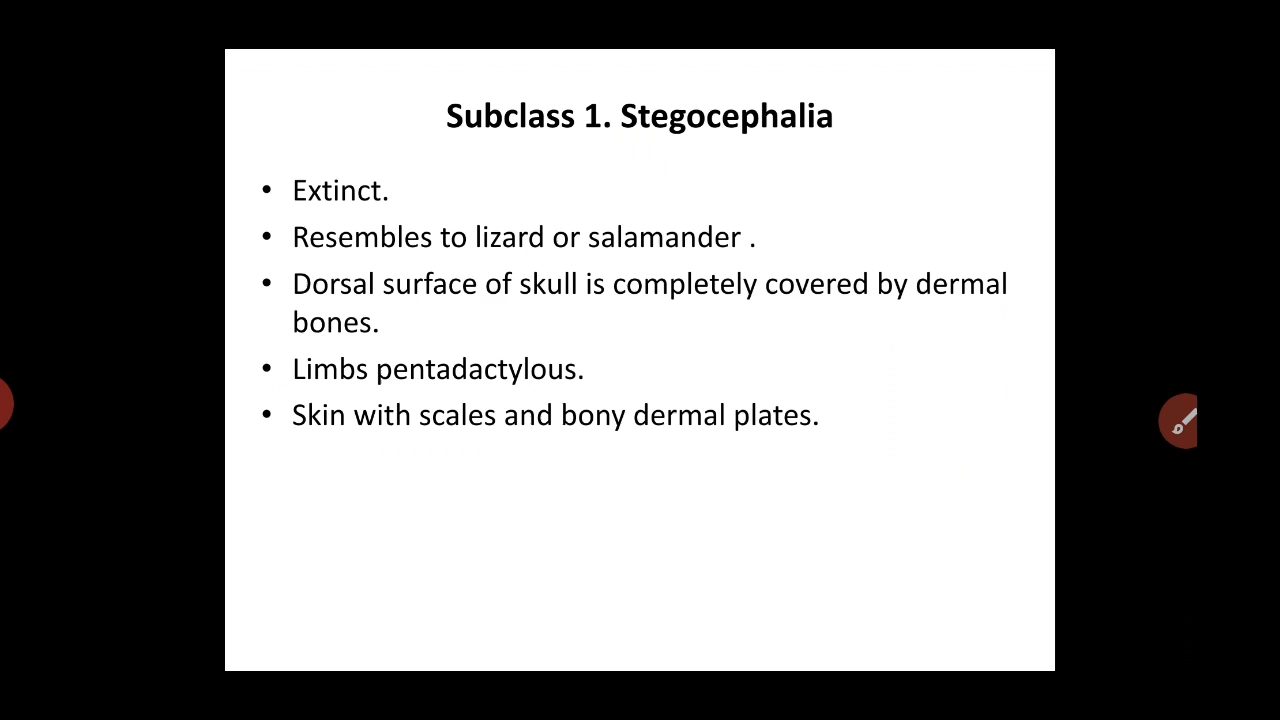 Subclass 1. Stegocephalia
• Extinct.
• Resembles to lizard or salamander .
• Dorsal surface of skull is completely covered by dermal
bones.
• Limbs pentadactylous.
• Skin with scales and bony dermal plates.